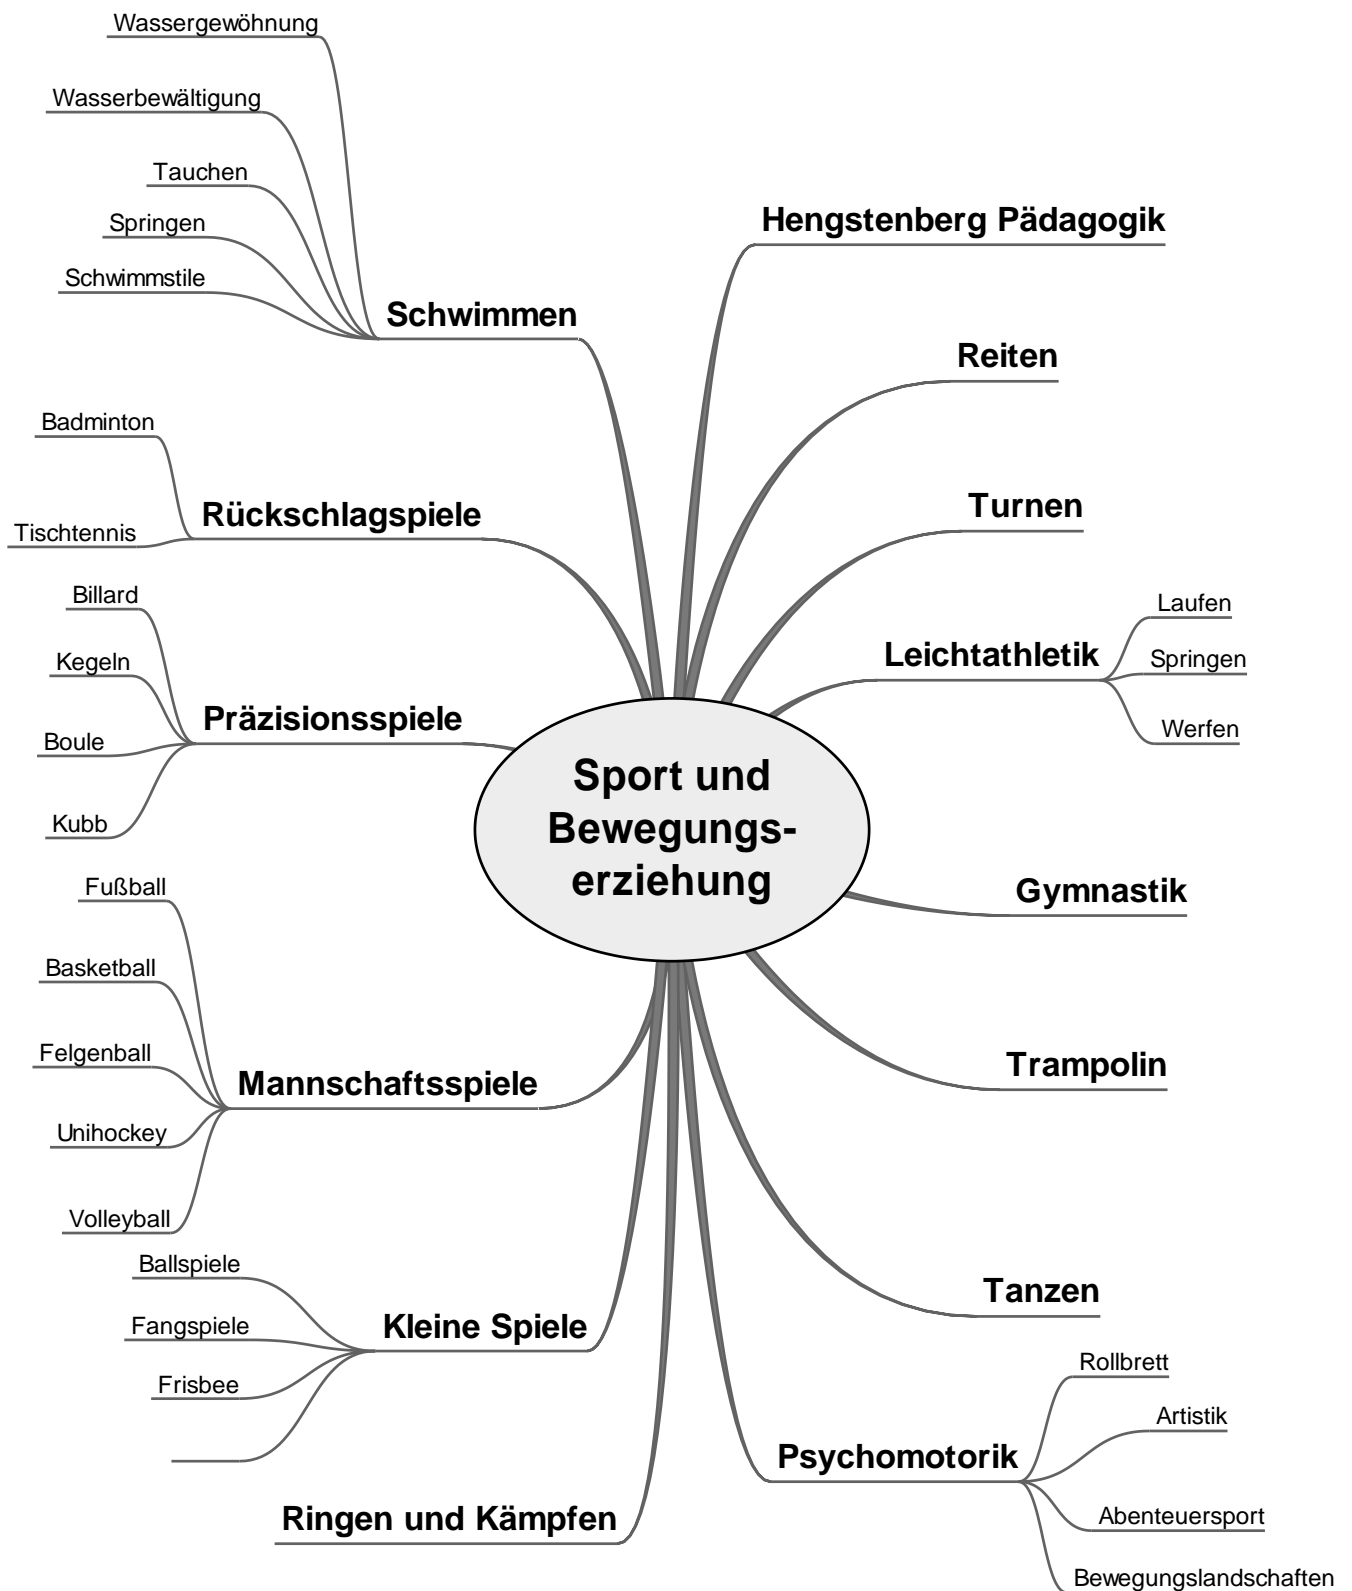 Wassergewöhnung
Wasserbewältigung
Tauchen
Springen
Schwimmstile
Schwimmen
Badminton
Tischtennis
Rückschlagspiele
Billard
Kegeln
Boule
Kubb
Präzisionsspiele
Fußball
Basketball
Felgenball
Unihockey
Volleyball
Mannschaftsspiele
Ballspiele
Fangspiele
Frisbee
Kleine Spiele
Ringen und Kämpfen
Sport und
Bewegungs-
erziehung
Hengstenberg Pädagogik
Reiten
Turnen
Leichtathletik
Laufen
Springen
Werfen
Gymnastik
Trampolin
Tanzen
Psychomotorik
Rollbrett
Artistik
Abenteuersport
Bewegungslandschaften